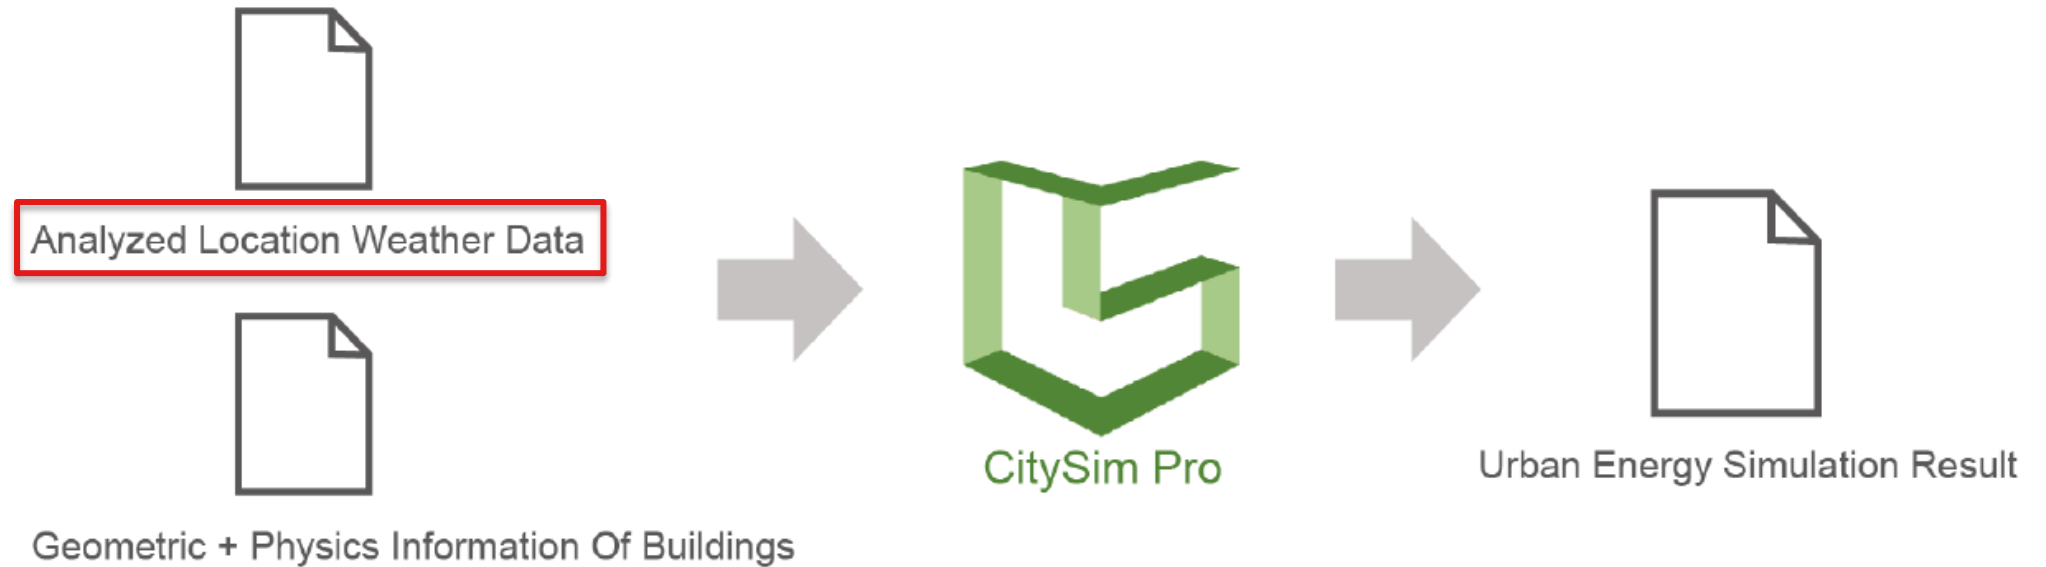 Analyzed Location Weather Data
Geometric + Physics Information Of Buildings
CitySim Pro
Urban Energy Simulation Result